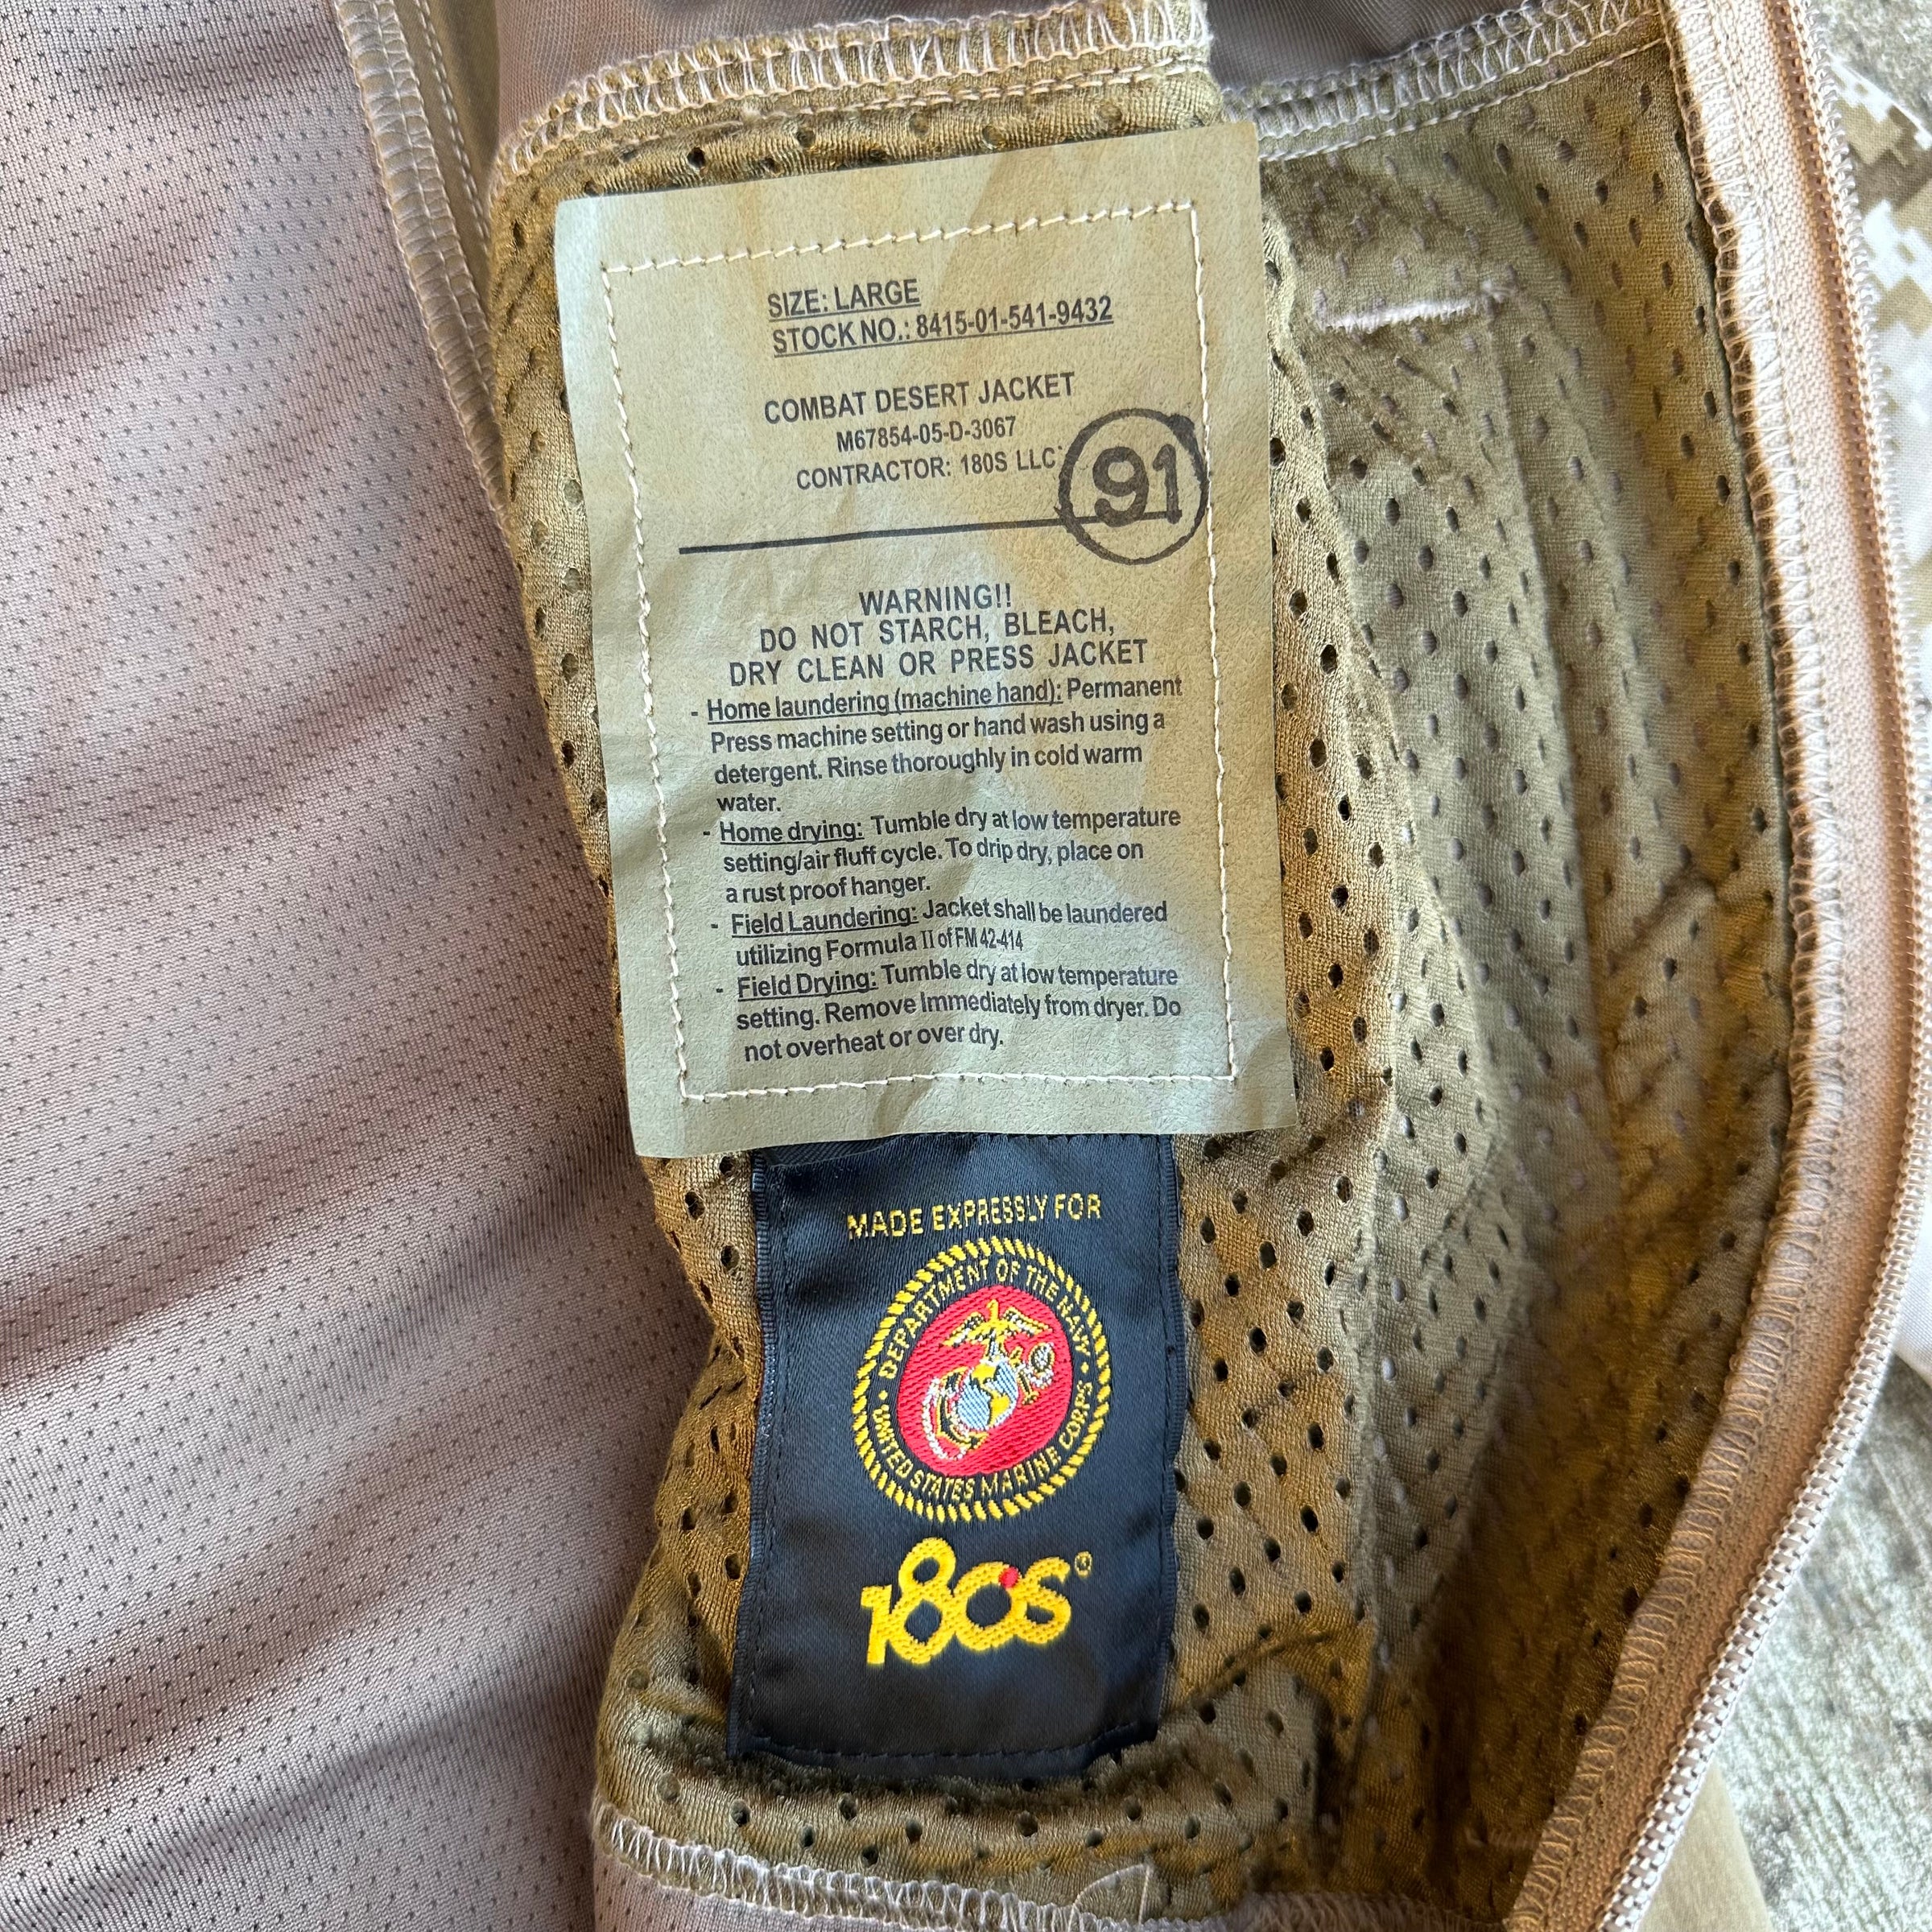 SIZE: LARGE
STOCK NO.: 8415-01-541-9432
COMBAT DESERT JACKET
M67854-05-D-3067
CONTRACTOR: 180S LLC
91
WARNING!!
DO NOT STARCH, BLEACH,
DRY CLEAN OR PRESS JACKET
- Home laundering (machine hand): Permanent
Press machine setting or hand wash using a
detergent. Rinse thoroughly in cold warm
water.
- Home drying: Tumble dry at low temperature
setting/air fluff cycle. To drip dry, place on
a rust proof hanger.
- Field Laundering: Jacket shall be laundered
utilizing Formula II of FM 42-414
- Field Drying: Tumble dry at low temperature
setting. Remove Immediately from dryer. Do
not overheat or over dry.
MADE EXPRESSLY FOR
DEPARTMENT OF THE NAVY
UNITED STATES MARINE CORPS
180s®